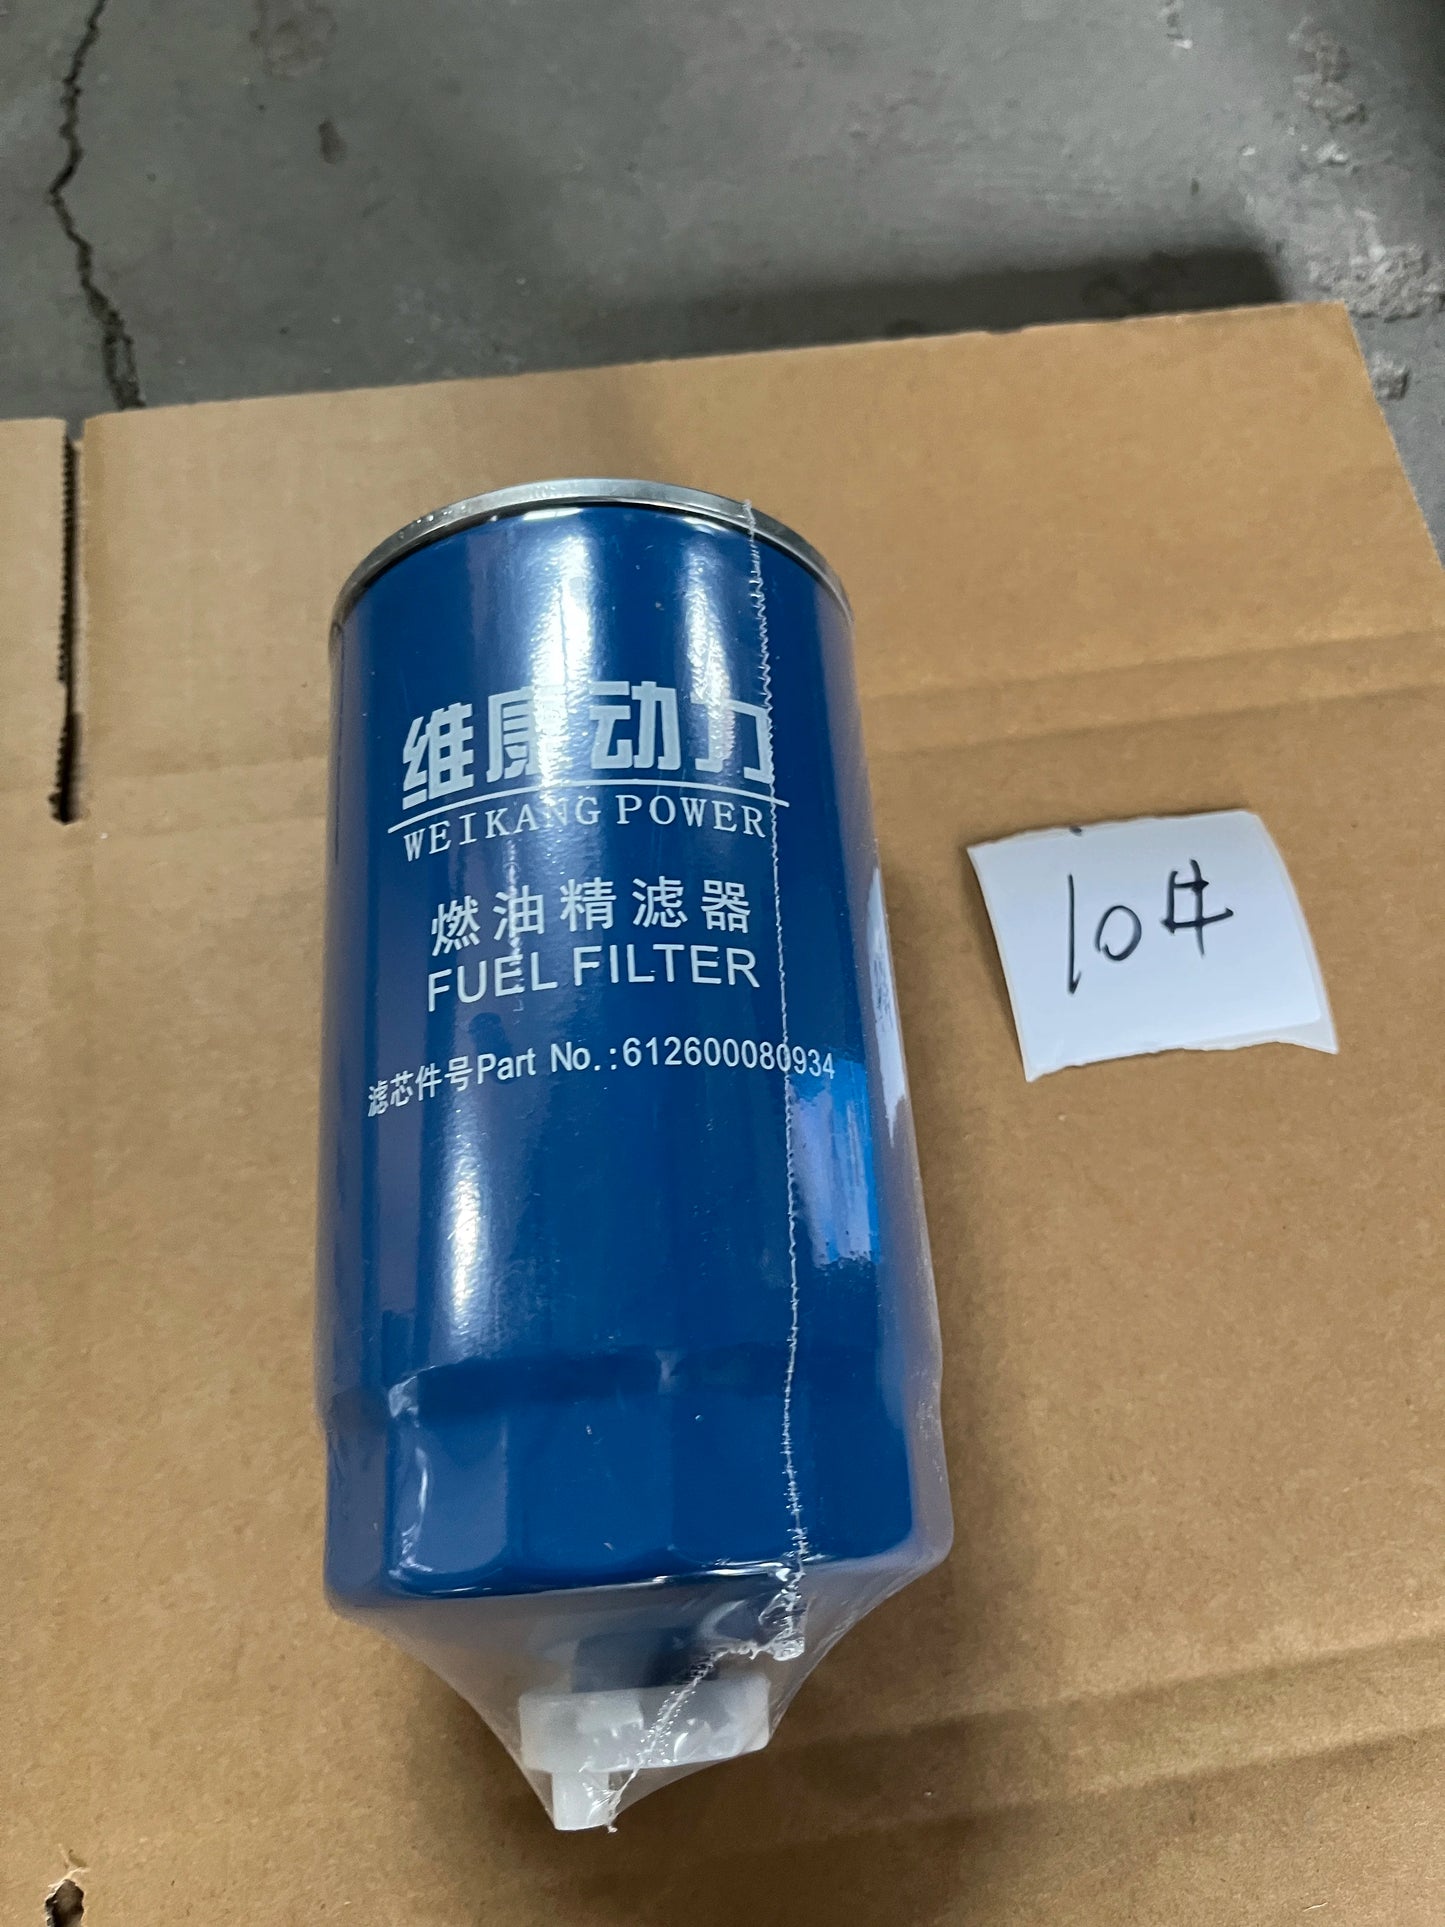 维康动力
WEIKANG POWER
燃油精滤器
FUEL FILTER
滤芯件号Part No.:612600080934
10#